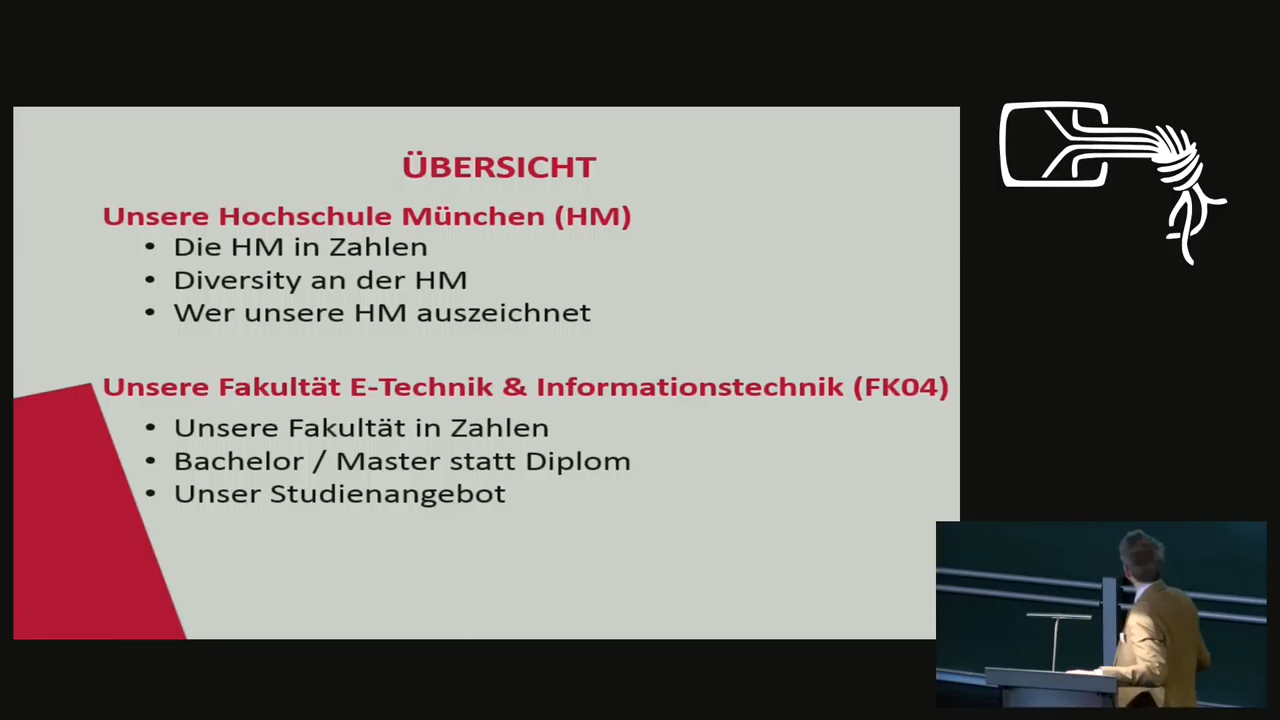 ÜBERSICHT
Unsere Hochschule München (HM)
• Die HM in Zahlen
• Diversity an der HM
• Wer unsere HM auszeichnet
Unsere Fakultät E-Technik & Informationstechnik (FK04)
• Unsere Fakultät in Zahlen
• Bachelor / Master statt Diplom
• Unser Studienangebot